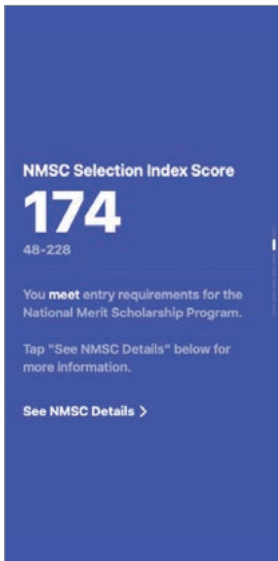 NMSC Selection Index Score
174
48-228
You meet entry requirements for the
National Merit Scholarship Program.
Tap "See NMSC Details" below for
more information.
See NMSC Details >